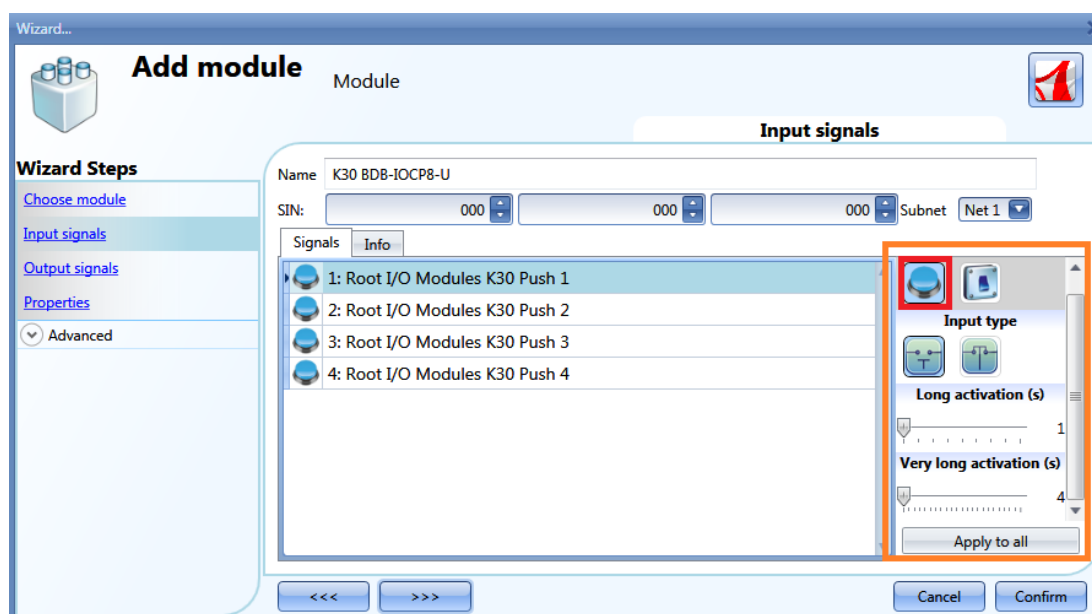 Wizard...
Add module
Module
Input signals
Wizard Steps
Choose module
Input signals
Output signals
Properties
Advanced
Name K30 BDB-IOCP8-U
SIN: 000 000 000 Subnet Net 1
Signals Info
1: Root I/O Modules K30 Push 1
2: Root I/O Modules K30 Push 2
3: Root I/O Modules K30 Push 3
4: Root I/O Modules K30 Push 4
Input type
Long activation (s)
1
Very long activation (s)
4
Apply to all
<<< >>> Cancel Confirm